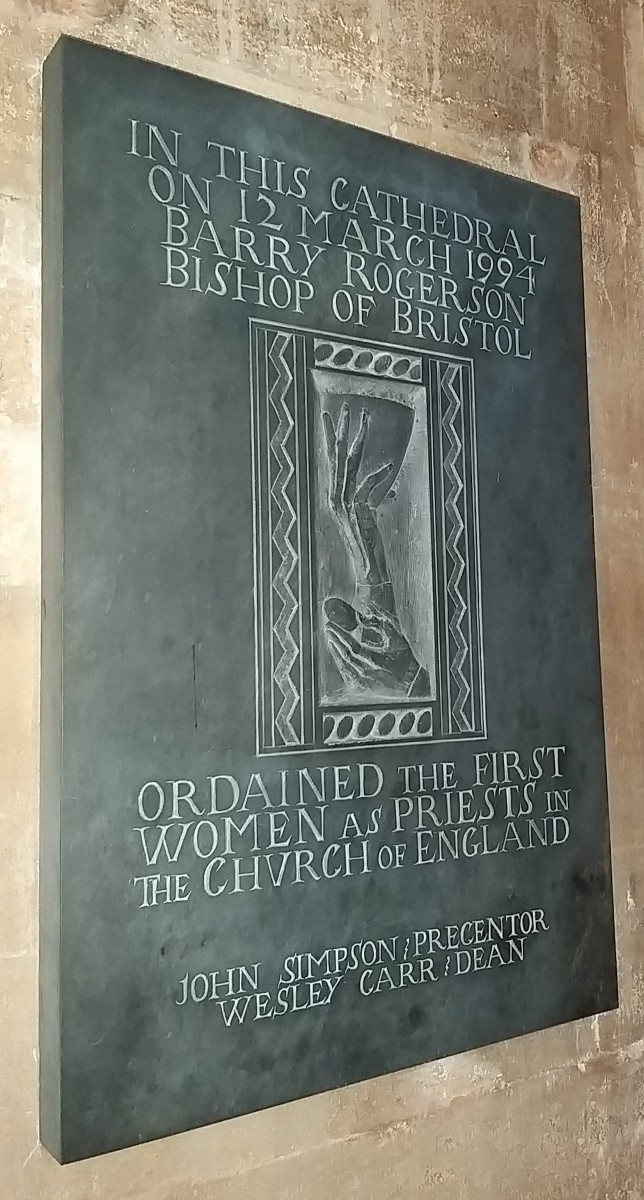 IN THIS CATHEDRAL
ON 12 MARCH 1994
BARRY ROGERSON
BISHOP OF BRISTOL
ORDAINED THE FIRST
WOMEN AS PRIESTS IN
THE CHVRCH OF ENGLAND
JOHN SIMPSON : PRECENTOR
WESLEY CARR : DEAN